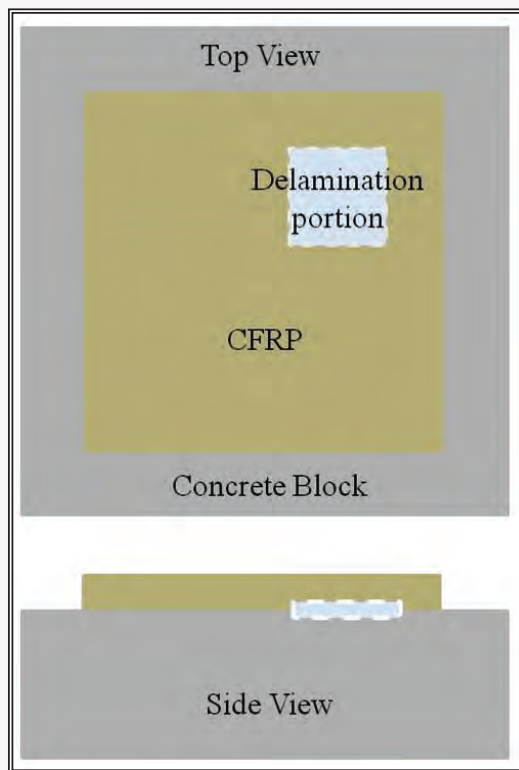 Top View
Delamination
portion
CFRP
Concrete Block
Side View